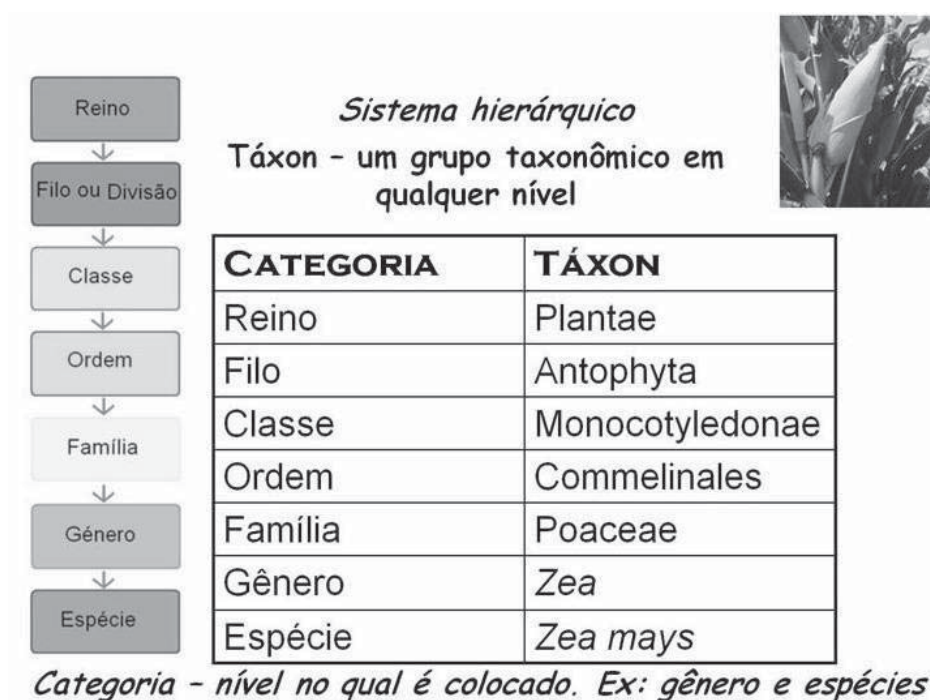 Sistema hierárquico
Táxon – um grupo taxonômico em
qualquer nível
Reino
Filo ou Divisão
Classe
Ordem
Família
Género
Espécie
CATEGORIA TÁXON
Reino Plantae
Filo Antophyta
Classe Monocotyledonae
Ordem Commelinales
Família Poaceae
Gênero Zea
Espécie Zea mays
Categoria – nível no qual é colocado. Ex: gênero e espécies